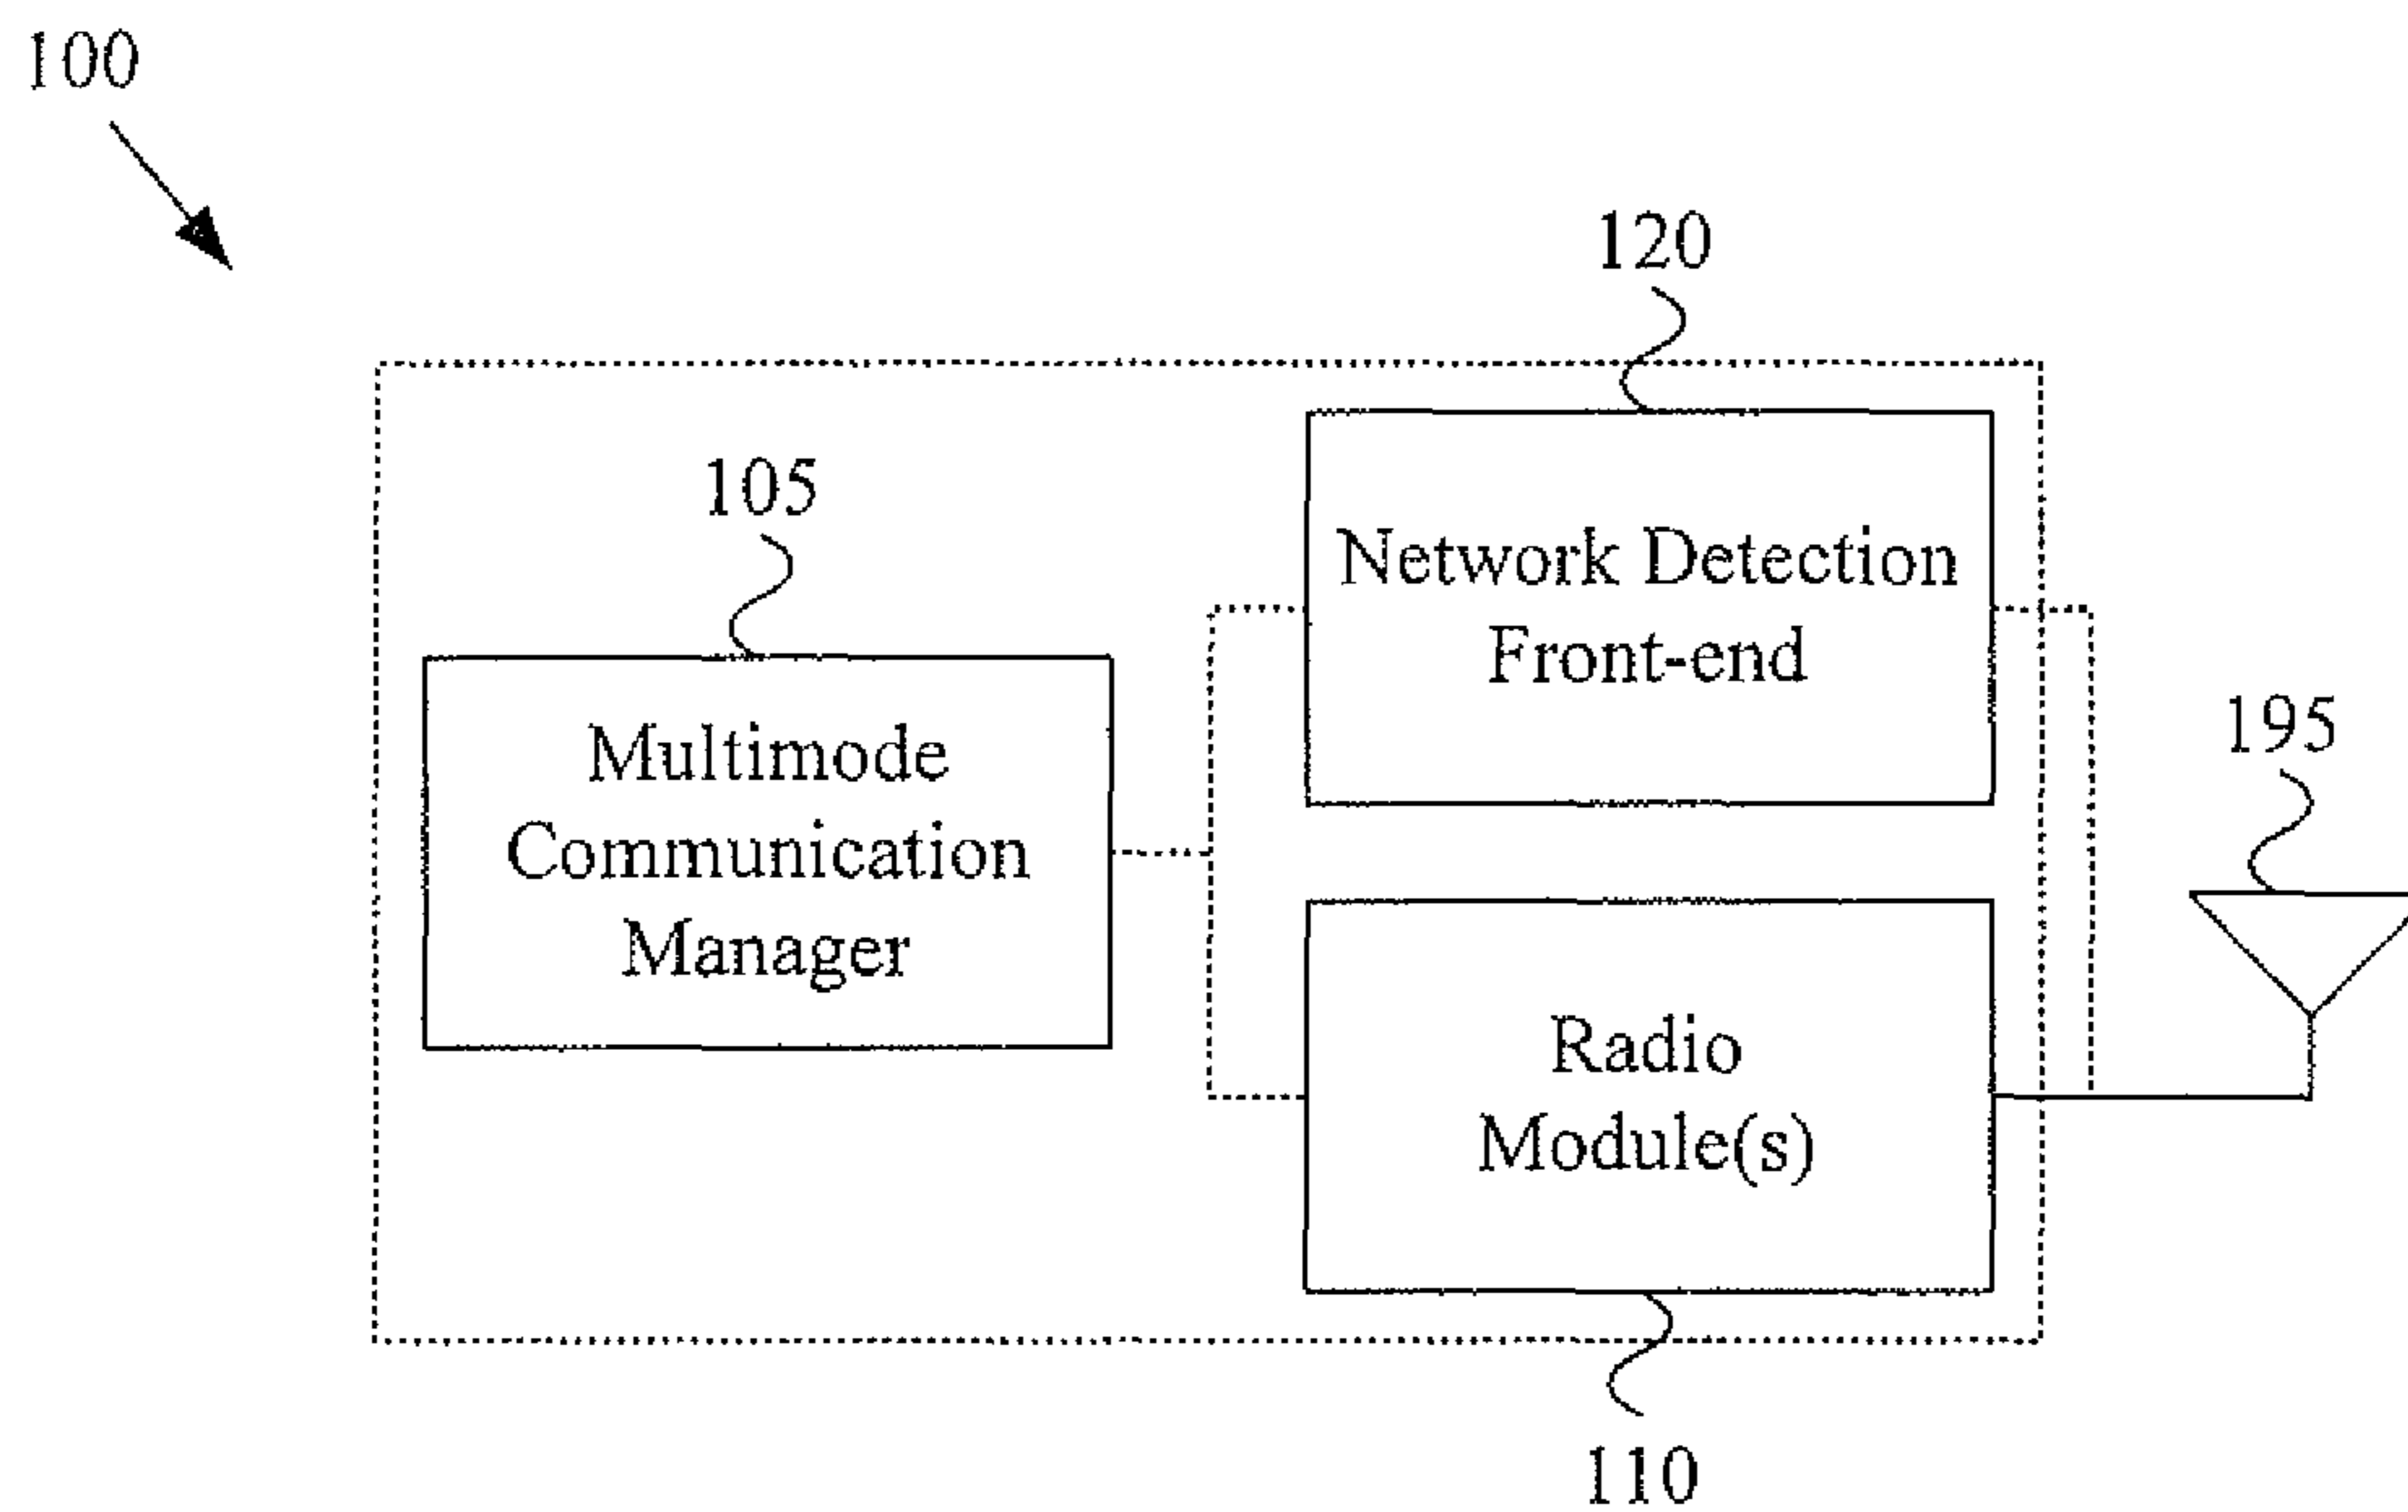 100
120
105
Network Detection
Front-end
195
Multimode
Communication
Manager
Radio
Module(s)
110